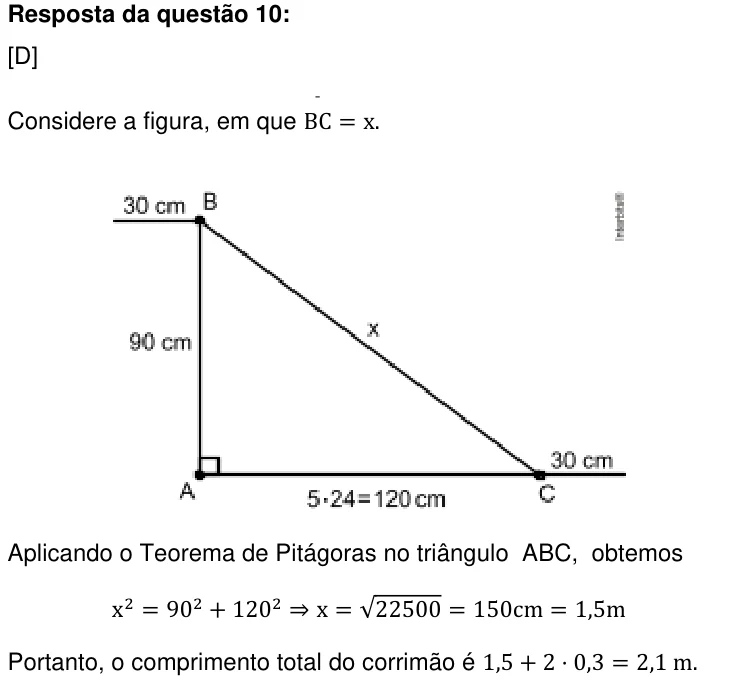 Resposta da questão 10:
[D]
Considere a figura, em que B̄C = x.
30 cm B
Interbits®
x
90 cm
30 cm
A
5·24=120 cm
C
Aplicando o Teorema de Pitágoras no triângulo ABC, obtemos
x² = 90² + 120² ⇒ x = √22500 = 150cm = 1,5m
Portanto, o comprimento total do corrimão é 1,5 + 2 · 0,3 = 2,1 m.